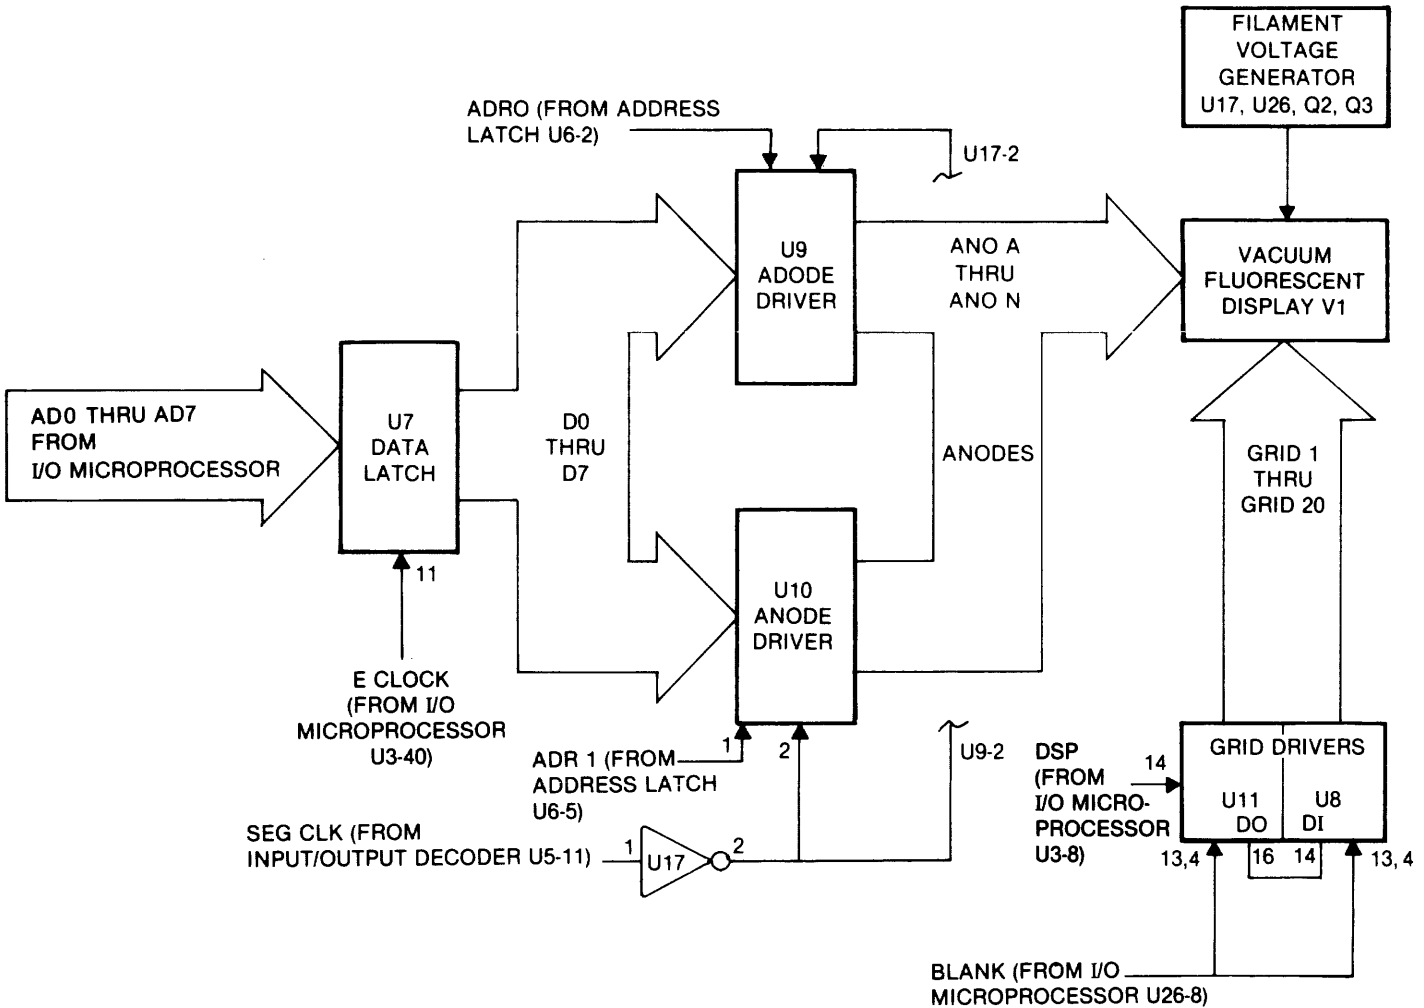 FILAMENT
VOLTAGE
GENERATOR
U17, U26, Q2, Q3
ADRO (FROM ADDRESS
LATCH U6-2)
U17-2
U9
ADODE
DRIVER
ANO A
THRU
ANO N
VACUUM
FLUORESCENT
DISPLAY V1
AD0 THRU AD7
FROM
I/O MICROPROCESSOR
U7
DATA
LATCH
D0
THRU
D7
ANODES
GRID 1
THRU
GRID 20
11
U10
ANODE
DRIVER
E CLOCK
(FROM I/O
MICROPROCESSOR
U3-40)
ADR 1 (FROM
ADDRESS LATCH
U6-5)
1
2
U9-2
SEG CLK (FROM
INPUT/OUTPUT DECODER U5-11)
1
U17
2
DSP
(FROM
I/O MICRO-
PROCESSOR
U3-8)
14
GRID DRIVERS
U11
DO
U8
DI
13,4
16
14
13, 4
BLANK (FROM I/O
MICROPROCESSOR U26-8)